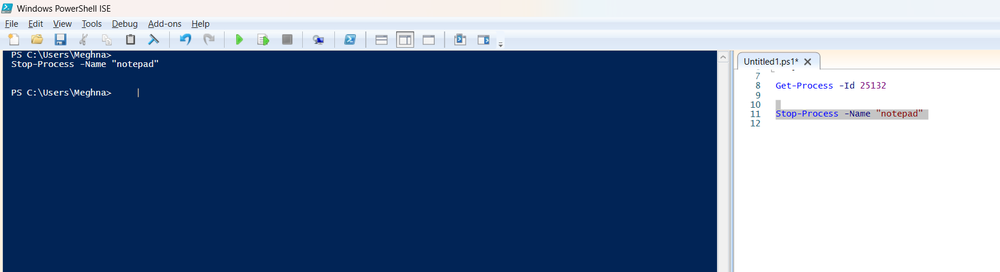 Windows PowerShell ISE
File Edit View Tools Debug Add-ons Help
PS C:\Users\Meghna>
Stop-Process -Name "notepad"
PS C:\Users\Meghna>
Untitled1.ps1*
7
8 Get-Process -Id 25132
9
10
11 Stop-Process -Name "notepad"
12